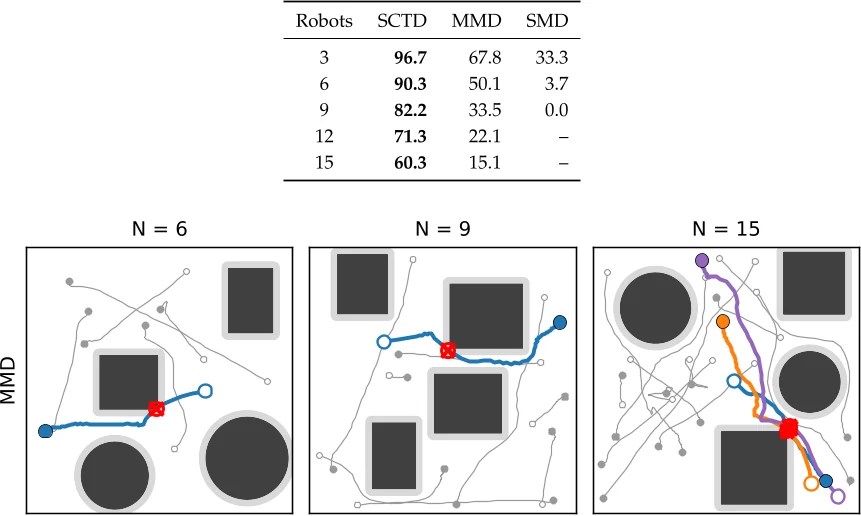 Robots SCTD MMD SMD
3 96.7 67.8 33.3
6 90.3 50.1 3.7
9 82.2 33.5 0.0
12 71.3 22.1 –
15 60.3 15.1 –
N = 6 N = 9 N = 15
MMD